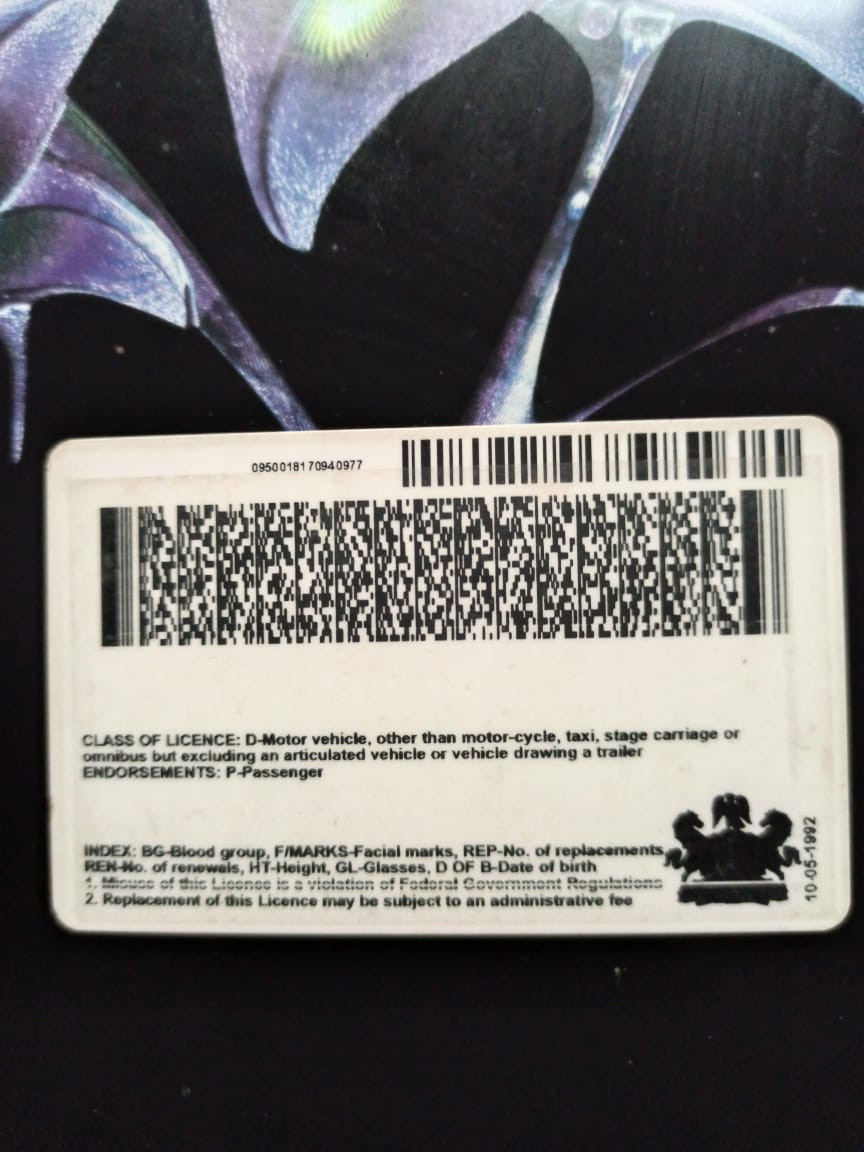 0950018170940977
CLASS OF LICENCE: D-Motor vehicle, other than motor-cycle, taxi, stage carriage or
omnibus but excluding an articulated vehicle or vehicle drawing a trailer
ENDORSEMENTS: P-Passenger
INDEX: BG-Blood group, F/MARKS-Facial marks, REP-No. of replacements,
REN-No. of renewals, HT-Height, GL-Glasses, D OF B-Date of birth
1. Misuse of this Licence is a violation of Federal Government Regulations
2. Replacement of this Licence may be subject to an administrative fee
10-05-1992